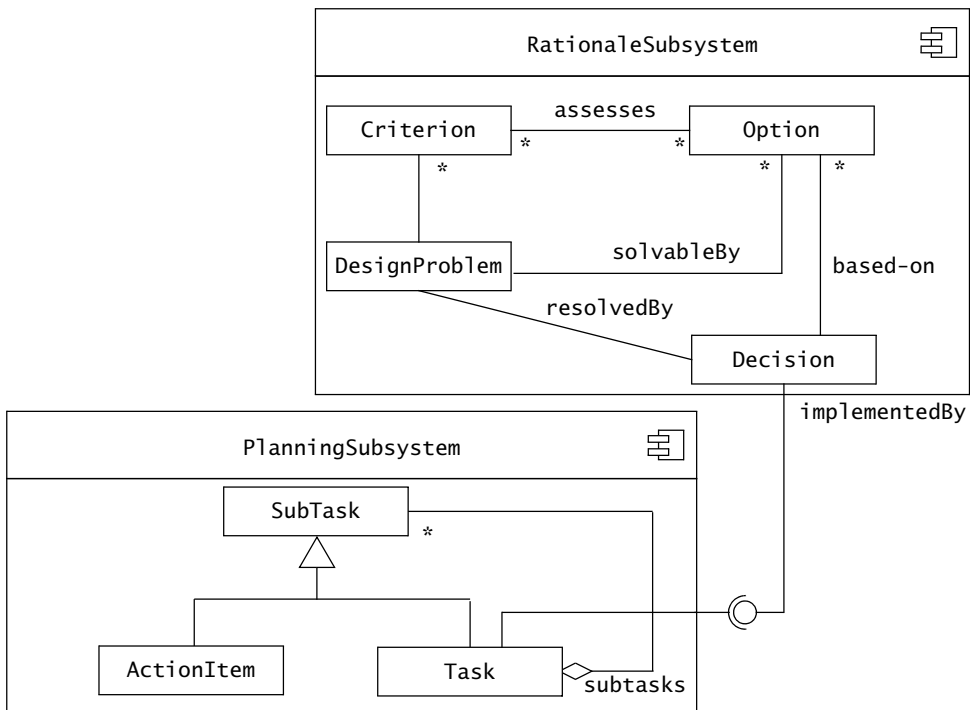 RationaleSubsystem
assesses
Criterion
Option
*
*
*
*
*
solvableBy
DesignProblem
based-on
resolvedBy
Decision
implementedBy
PlanningSubsystem
SubTask
*
ActionItem
Task
subtasks